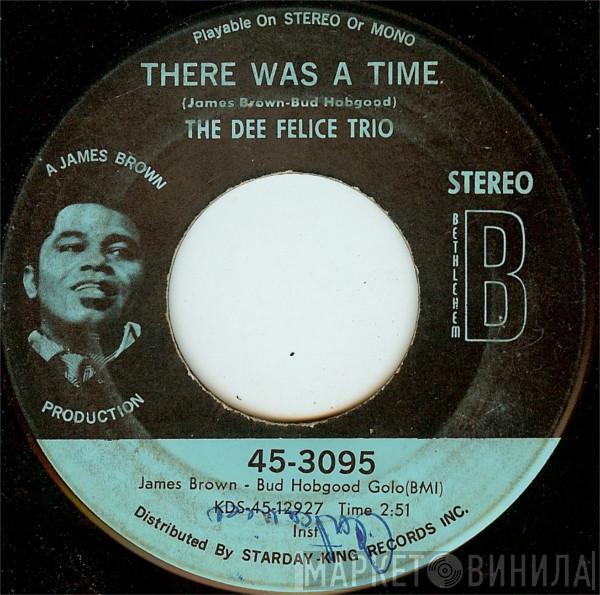 Playable On STEREO Or MONO
THERE WAS A TIME
(James Brown-Bud Hobgood)
THE DEE FELICE TRIO
A JAMES BROWN
PRODUCTION
STEREO
BETHLEHEM
B
45-3095
James Brown - Bud Hobgood Golo(BMI)
KDS-45-12927 Time 2:51
Inst
Distributed By STARDAY-KING RECORDS INC.
МАРКЕТ ВИНИЛА